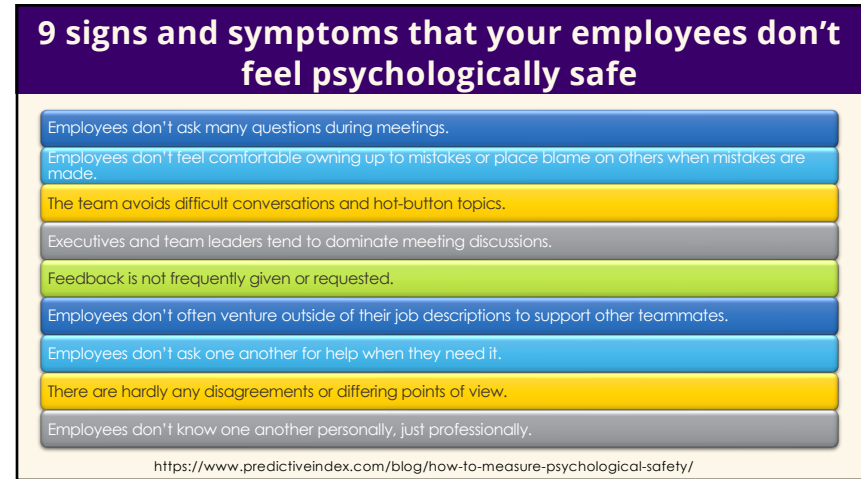 9 signs and symptoms that your employees don’t
feel psychologically safe
Employees don’t ask many questions during meetings.
Employees don’t feel comfortable owning up to mistakes or place blame on others when mistakes are
made.
The team avoids difficult conversations and hot-button topics.
Executives and team leaders tend to dominate meeting discussions.
Feedback is not frequently given or requested.
Employees don’t often venture outside of their job descriptions to support other teammates.
Employees don’t ask one another for help when they need it.
There are hardly any disagreements or differing points of view.
Employees don’t know one another personally, just professionally.
https://www.predictiveindex.com/blog/how-to-measure-psychological-safety/